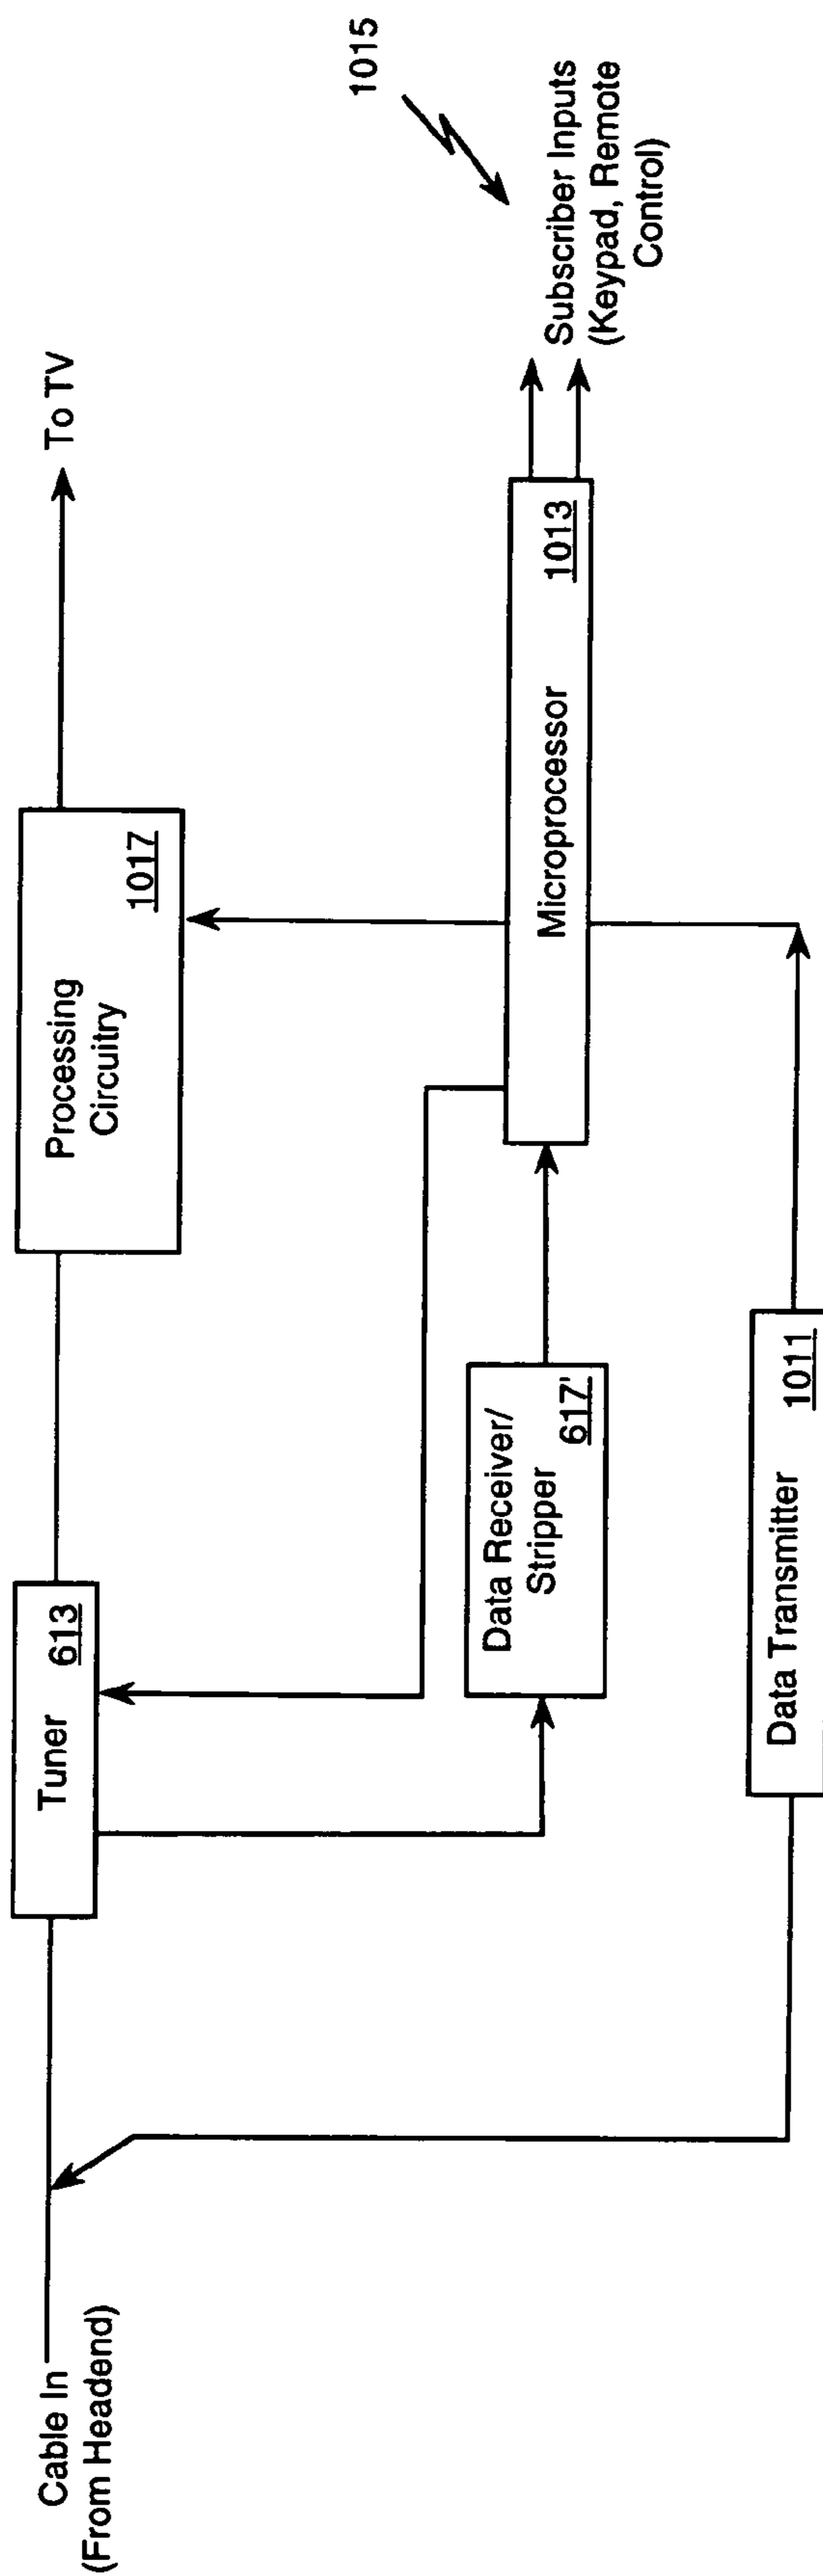 1015
To TV
Processing
Circuitry
1017
Subscriber Inputs
(Keypad, Remote
Control)
Microprocessor
1013
Tuner
613
Data Receiver/
Stripper
617'
Data Transmitter
1011
Cable In
(From Headend)